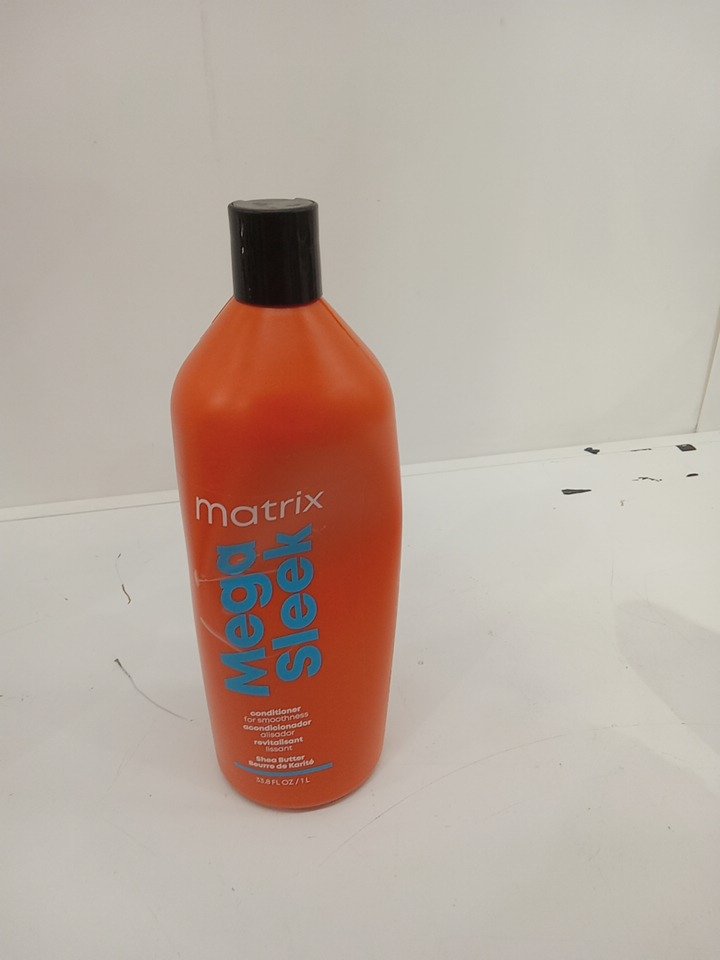 matrix
Mega
Sleek
conditioner
for smoothness
acondicionador
alisador
revitalisant
lissant
Shea Butter
Beurre de Karité
33.8 FL OZ / 1 L